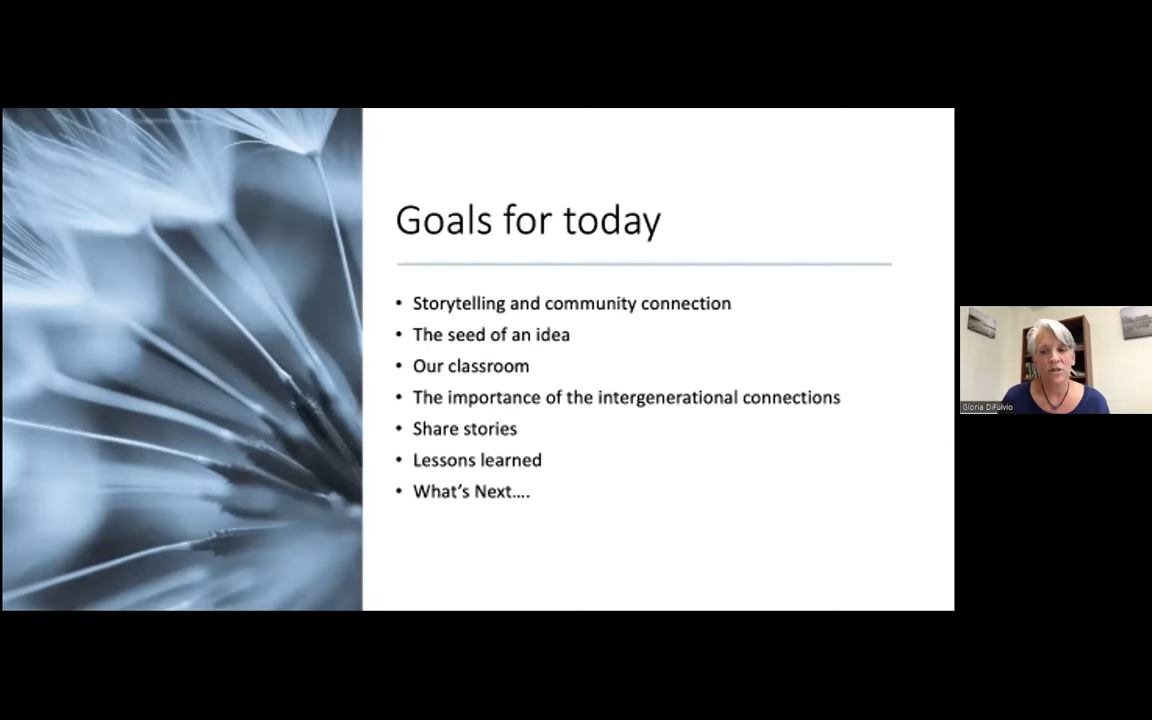 Goals for today
• Storytelling and community connection
• The seed of an idea
• Our classroom
• The importance of the intergenerational connections
• Share stories
• Lessons learned
• What's Next....
Gloria DiFulvio